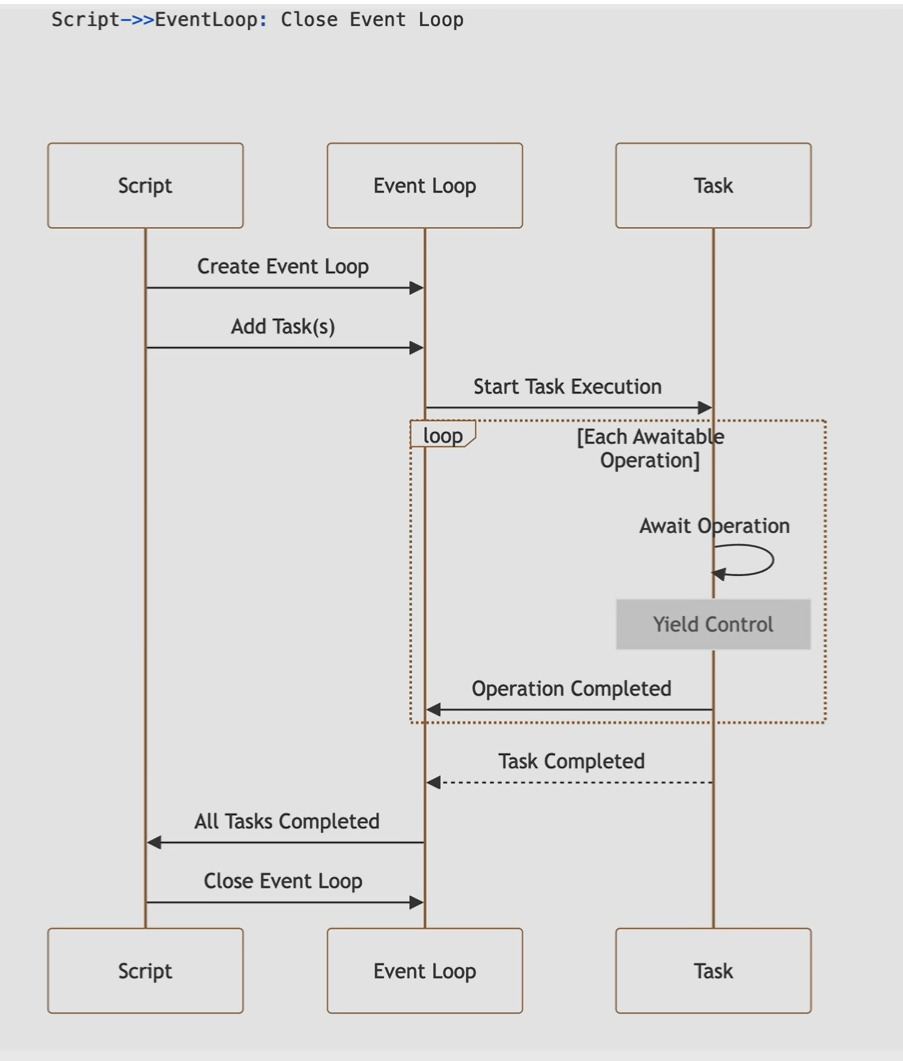 Script->>EventLoop: Close Event Loop
Script
Event Loop
Task
Create Event Loop
Add Task(s)
Start Task Execution
loop
[Each Awaitable
Operation]
Await Operation
Yield Control
Operation Completed
Task Completed
All Tasks Completed
Close Event Loop
Script
Event Loop
Task